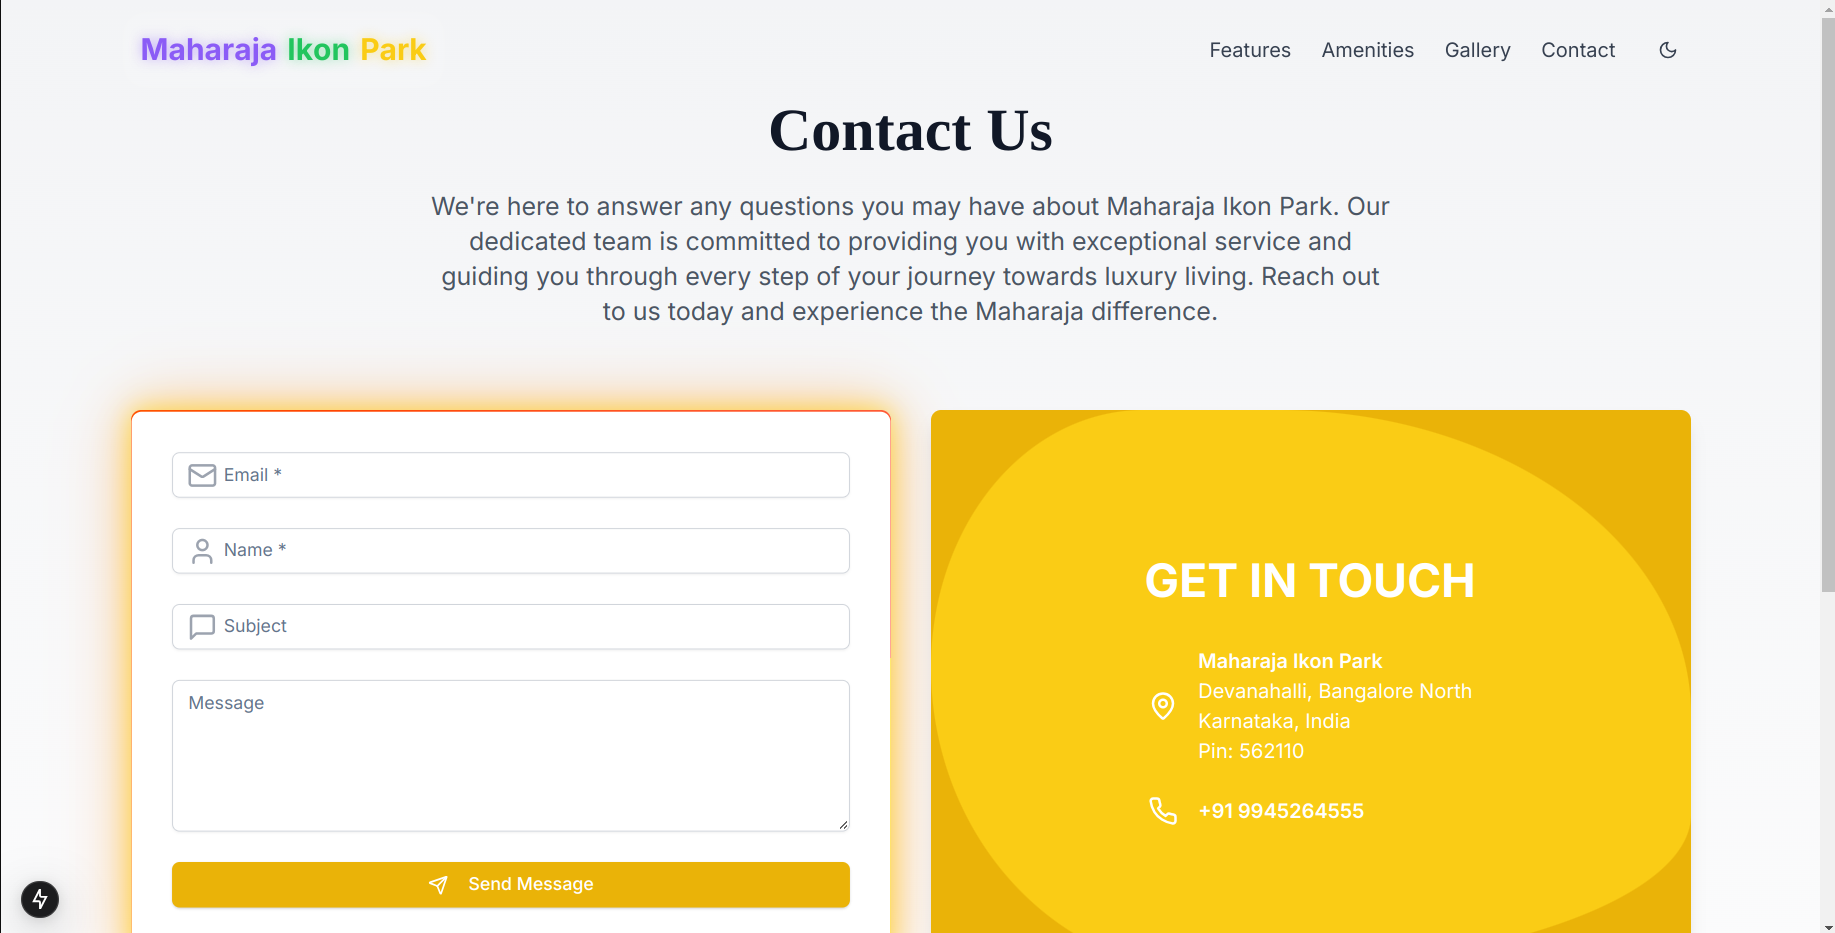 Maharaja Ikon Park
Features Amenities Gallery Contact
Contact Us
We're here to answer any questions you may have about Maharaja Ikon Park. Our
dedicated team is committed to providing you with exceptional service and
guiding you through every step of your journey towards luxury living. Reach out
to us today and experience the Maharaja difference.
Email *
Name *
Subject
Message
Send Message
GET IN TOUCH
Maharaja Ikon Park
Devanahalli, Bangalore North
Karnataka, India
Pin: 562110
+91 9945264555